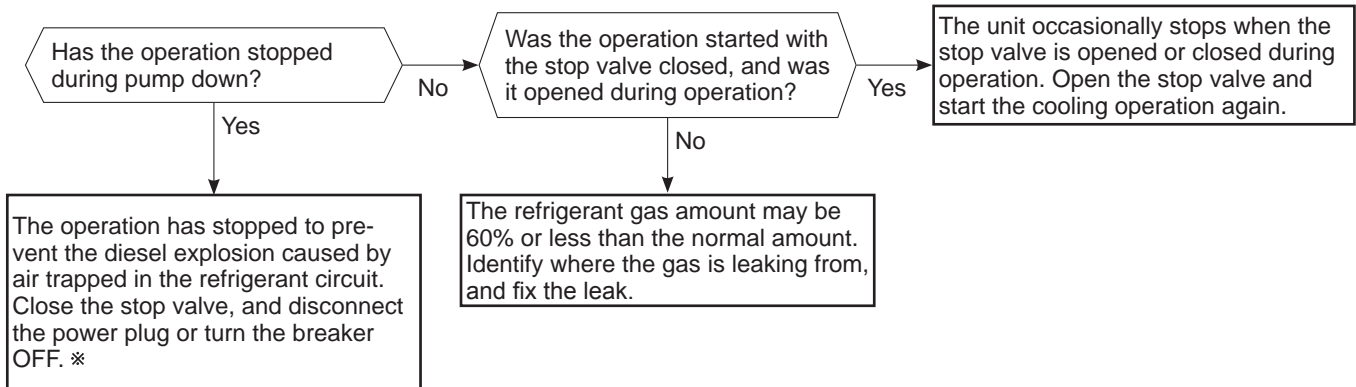 Has the operation stopped
during pump down?
No
Yes
Was the operation started with
the stop valve closed, and was
it opened during operation?
Yes
No
The unit occasionally stops when the
stop valve is opened or closed during
operation. Open the stop valve and
start the cooling operation again.
The operation has stopped to pre-
vent the diesel explosion caused by
air trapped in the refrigerant circuit.
Close the stop valve, and disconnect
the power plug or turn the breaker
OFF. ※
The refrigerant gas amount may be
60% or less than the normal amount.
Identify where the gas is leaking from,
and fix the leak.